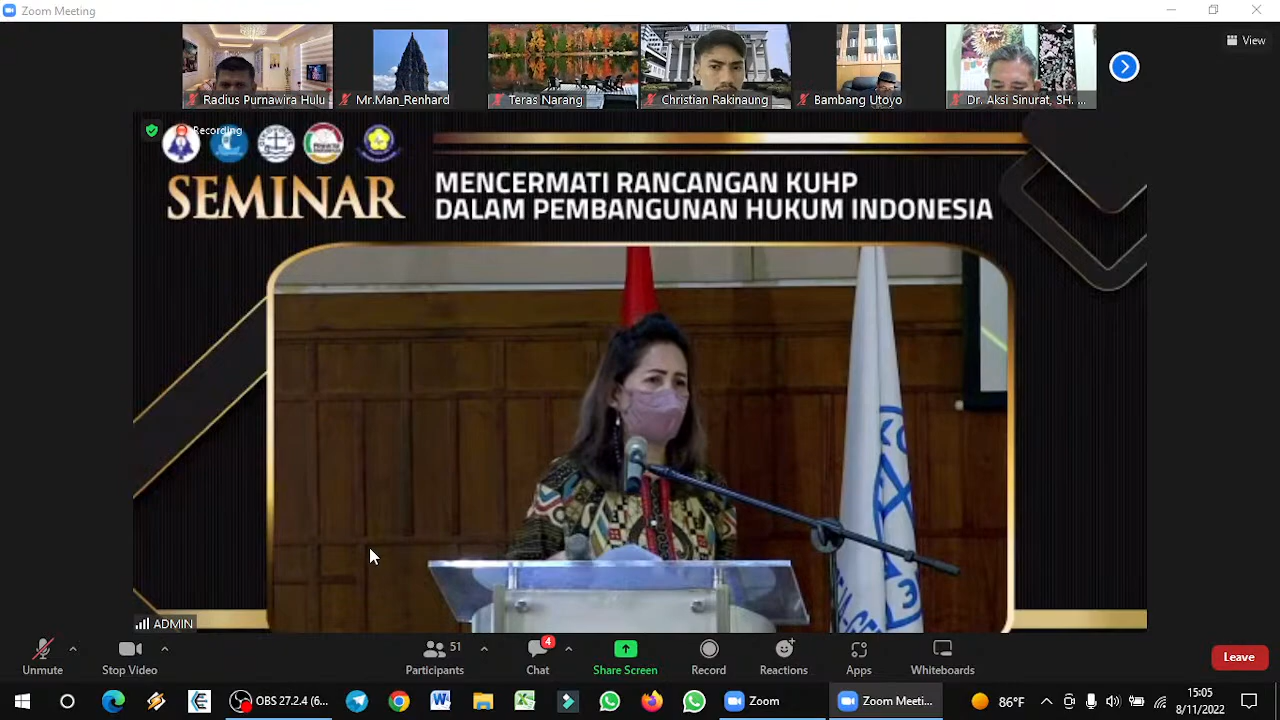 Zoom Meeting
View
Radius Purnawira Hulu
Mr.Man_Renhard
Teras Narang
Christian Rakinaung
Bambang Utoyo
Dr. Aksi Sinurat, SH. ...
Recording
SEMINAR
MENCERMATI RANCANGAN KUHP
DALAM PEMBANGUNAN HUKUM INDONESIA
ADMIN
Unmute
Stop Video
Participants
51
Chat
4
Share Screen
Record
Reactions
Apps
Whiteboards
Leave
OBS 27.2.4 (6...
Zoom
Zoom Meeti...
86°F
15:05
8/11/2022